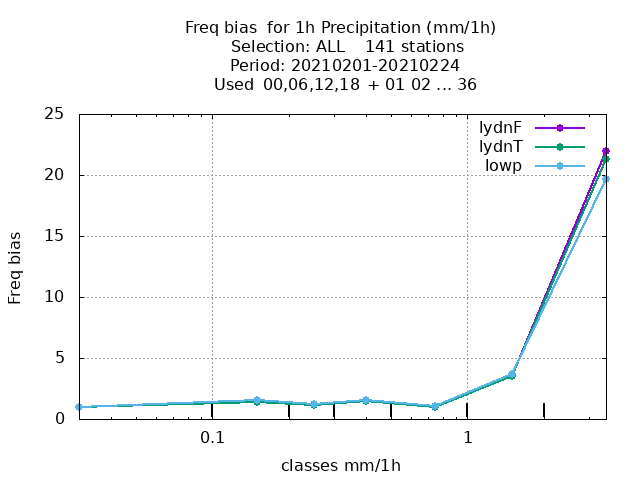 Freq bias  for 1h Precipitation (mm/1h)
Selection: ALL    141 stations
Period: 20210201-20210224
Used  00,06,12,18  + 01 02 ... 36
25
20
15
10
5
0
Freq bias
lydnF
lydnT
lowp
0.1
1
classes mm/1h